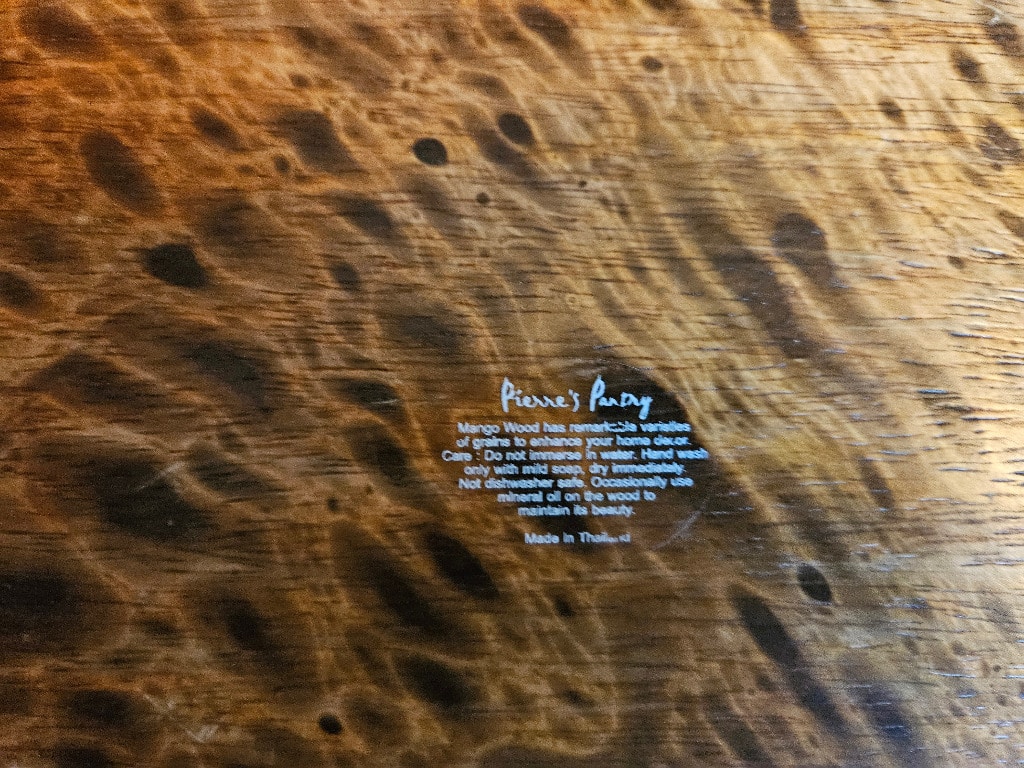 Pierre's Pantry
Mango Wood has remarkable varieties
of grains to enhance your home decor.
Care : Do not immerse in water. Hand wash
only with mild soap, dry immediately.
Not dishwasher safe. Occasionally use
mineral oil on the wood to
maintain its beauty.
Made in Thailand